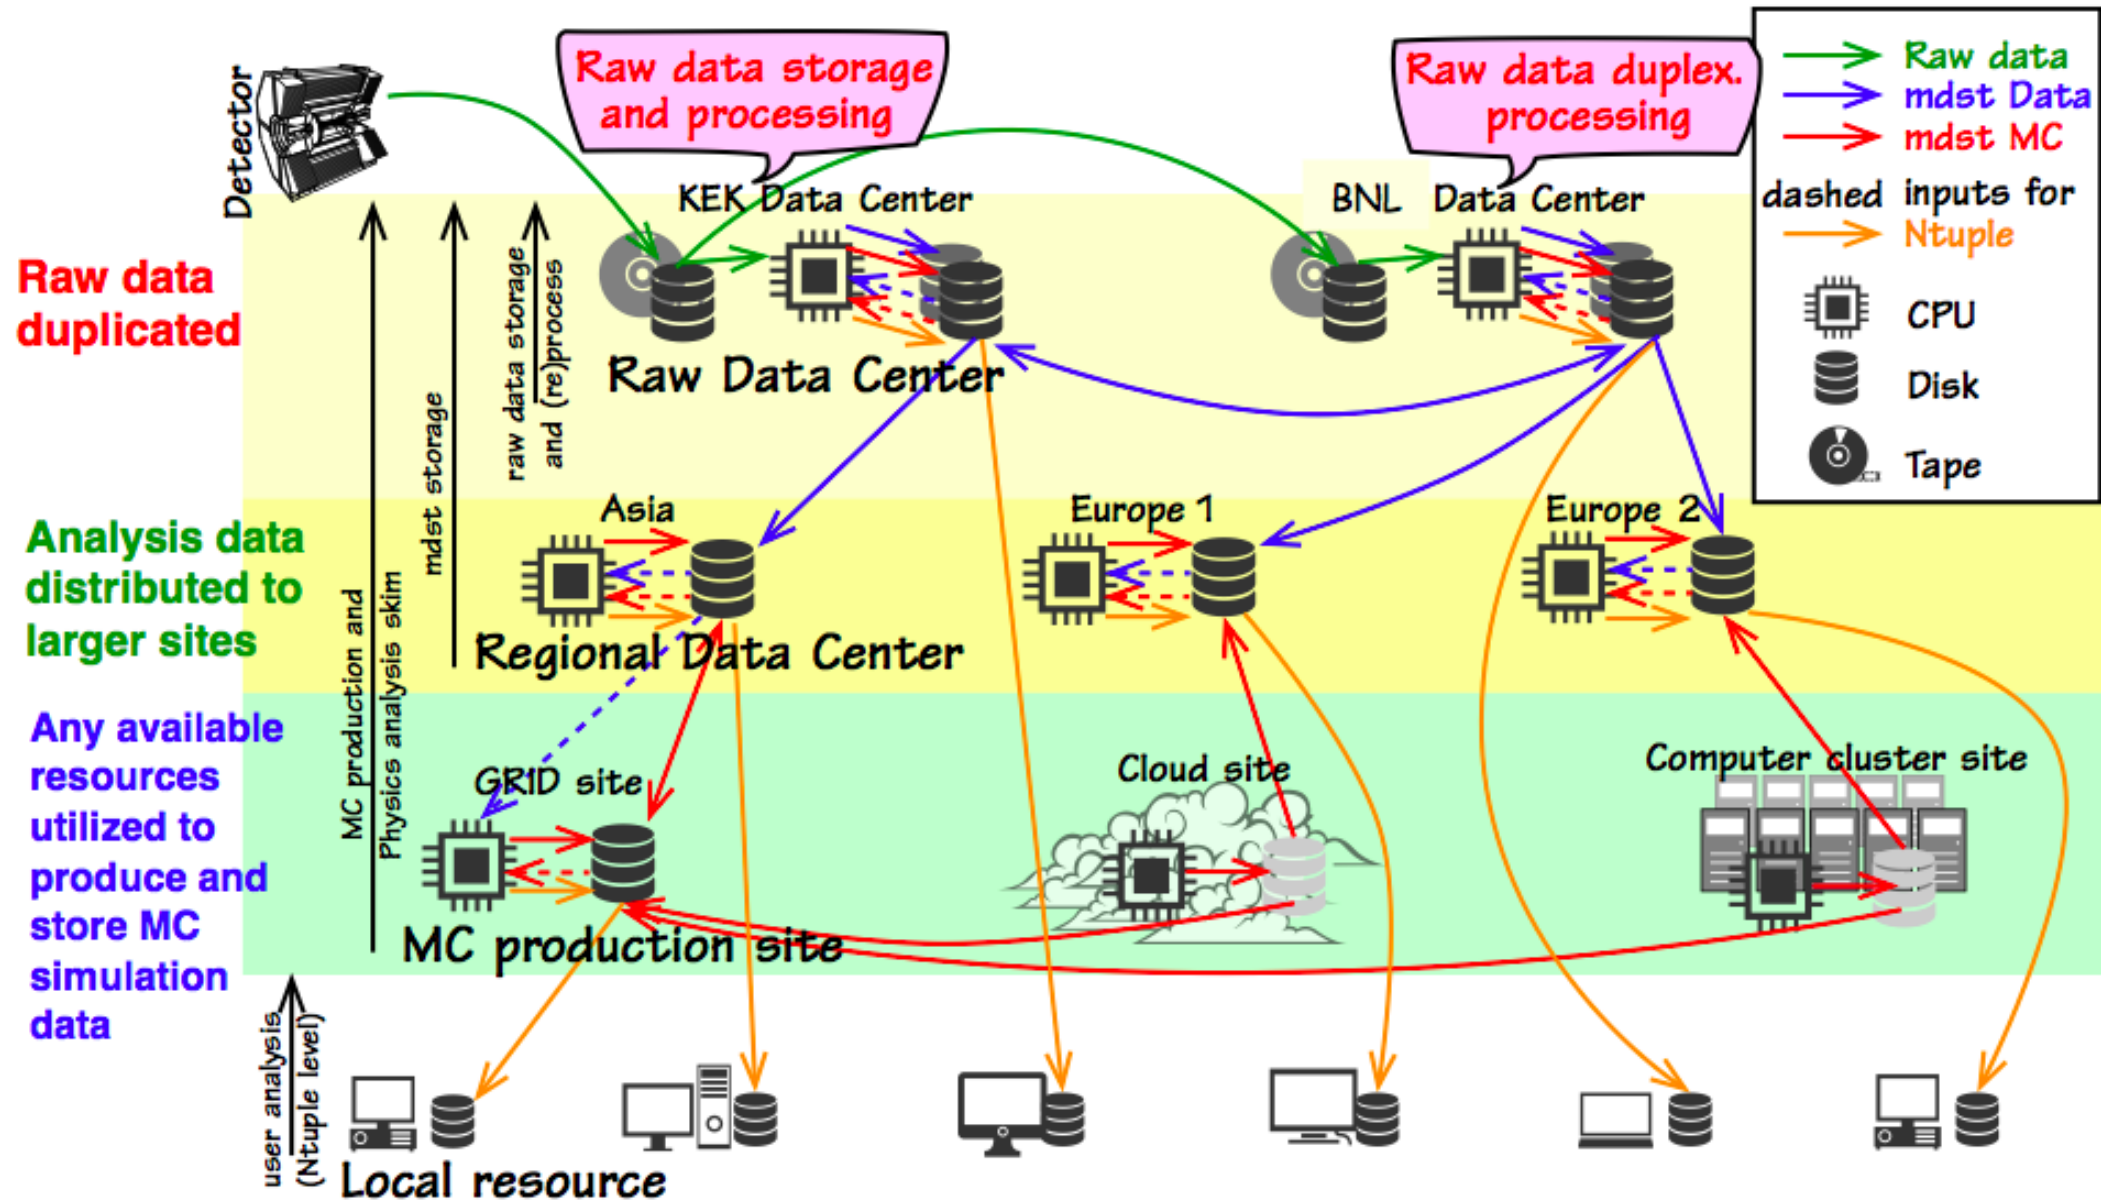 Detector
Raw data storage
and processing
Raw data duplex.
processing
Raw data
mdst Data
mdst MC
dashed inputs for
Ntuple
CPU
Disk
Tape
KEK Data Center
BNL Data Center
Raw data
duplicated
raw data storage
and (re)process
Raw Data Center
mdst storage
Analysis data
distributed to
larger sites
Asia
Europe 1
Europe 2
Regional Data Center
MC production and
Physics analysis skim
Any available
resources
utilized to
produce and
store MC
simulation
data
GRID site
Cloud site
Computer cluster site
MC production site
user analysis
(Ntuple level)
Local resource